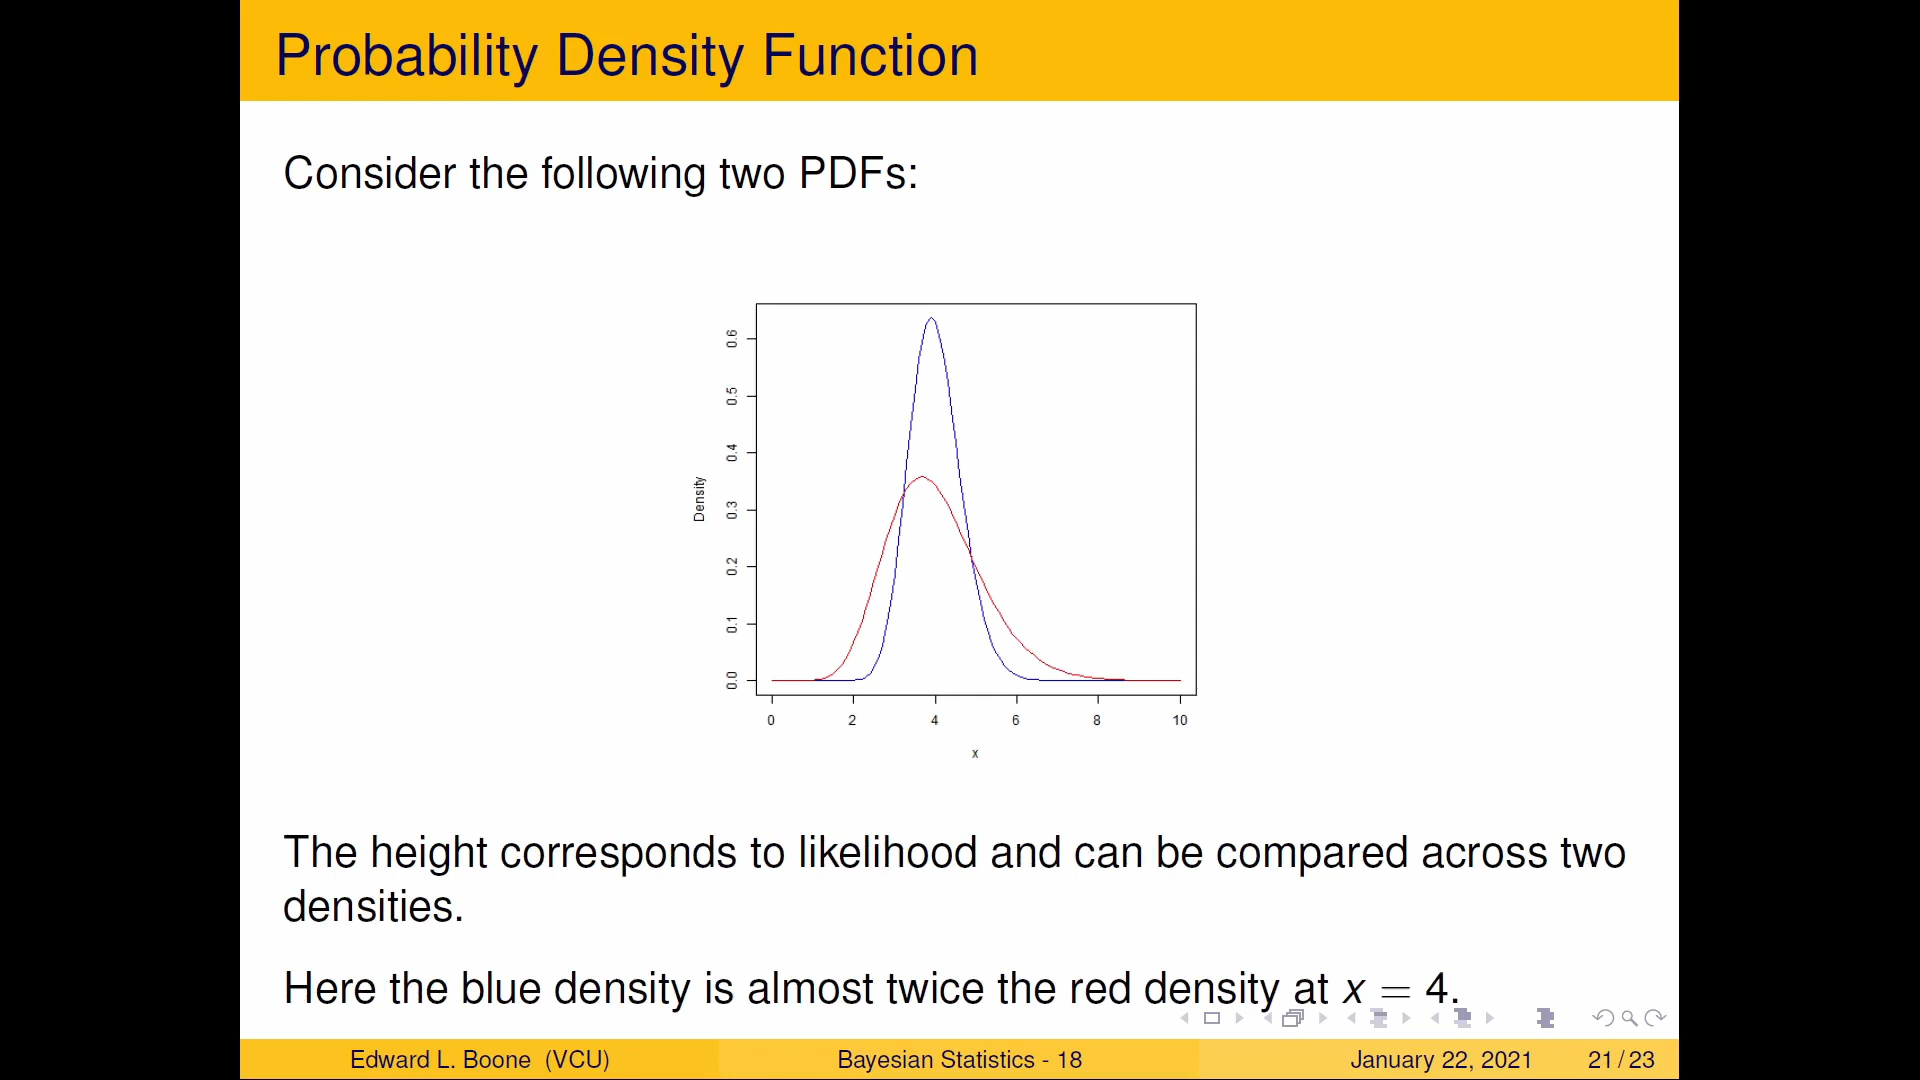 Probability Density Function
Consider the following two PDFs:
0.6
0.5
0.4
0.3
0.2
0.1
0.0
Density
0 2 4 6 8 10
x
The height corresponds to likelihood and can be compared across two
densities.
Here the blue density is almost twice the red density at x = 4.
Edward L. Boone (VCU) Bayesian Statistics - 18 January 22, 2021 21 / 23